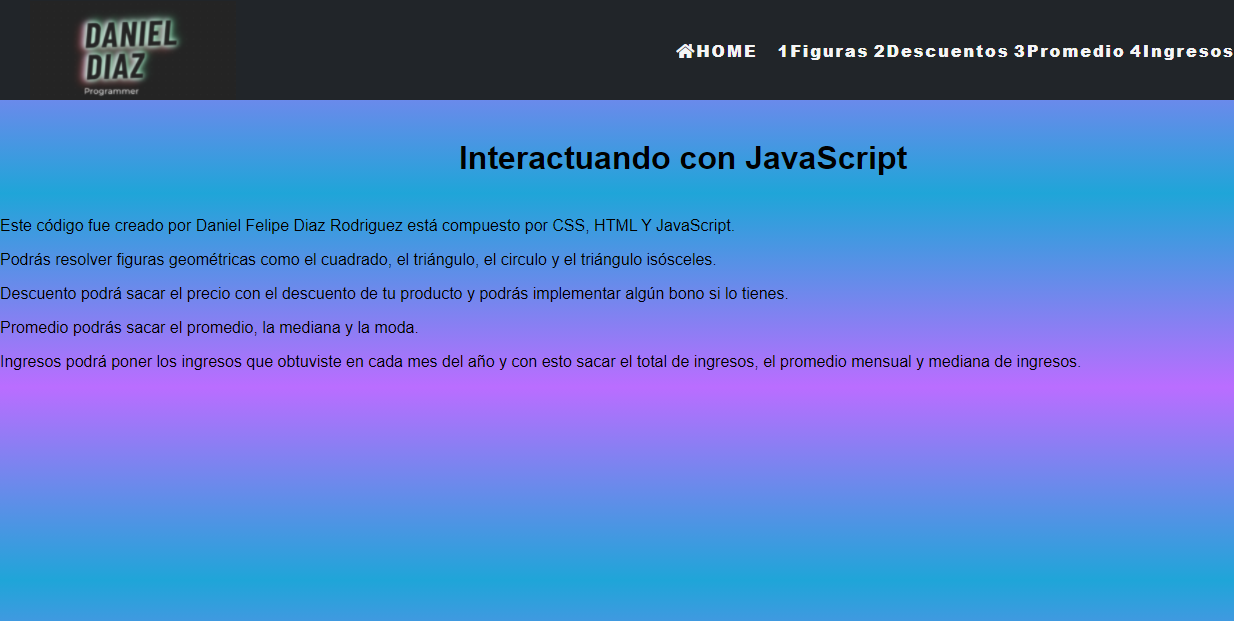 DANIEL
DIAZ
Programmer
HOME 1Figuras 2Descuentos 3Promedio 4Ingresos
Interactuando con JavaScript
Este código fue creado por Daniel Felipe Diaz Rodriguez está compuesto por CSS, HTML Y JavaScript.
Podrás resolver figuras geométricas como el cuadrado, el triángulo, el circulo y el triángulo isósceles.
Descuento podrá sacar el precio con el descuento de tu producto y podrás implementar algún bono si lo tienes.
Promedio podrás sacar el promedio, la mediana y la moda.
Ingresos podrá poner los ingresos que obtuviste en cada mes del año y con esto sacar el total de ingresos, el promedio mensual y mediana de ingresos.